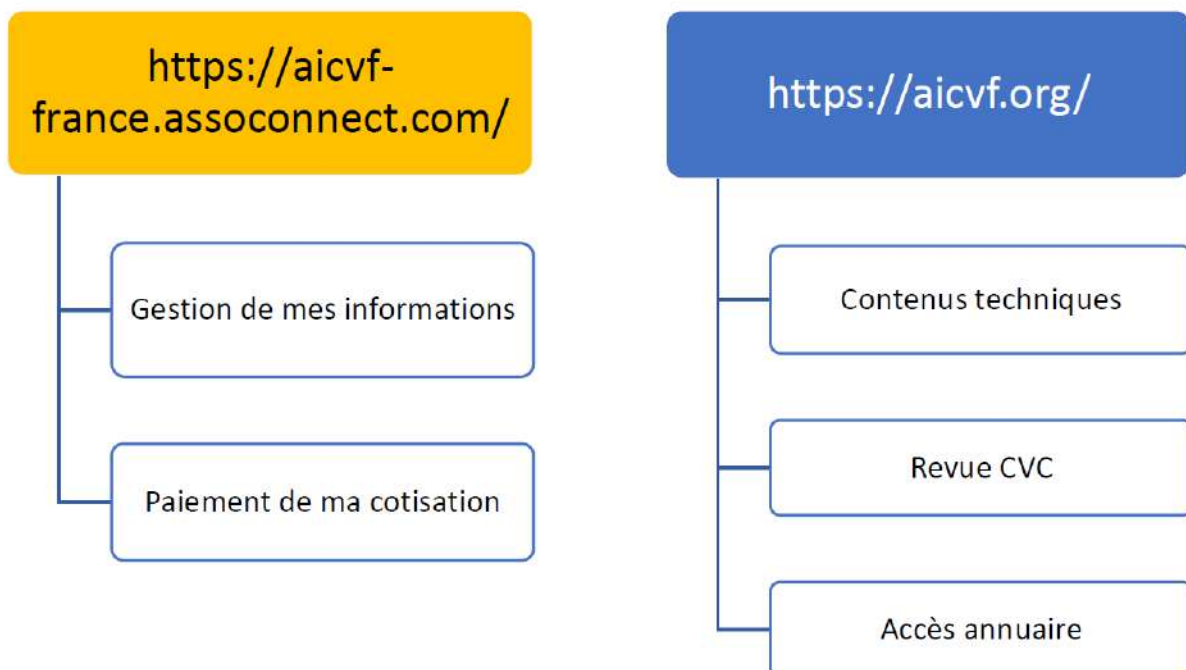 https://aicvf-
france.assoconnect.com/
Gestion de mes informations
Paiement de ma cotisation
https://aicvf.org/
Contenus techniques
Revue CVC
Accès annuaire